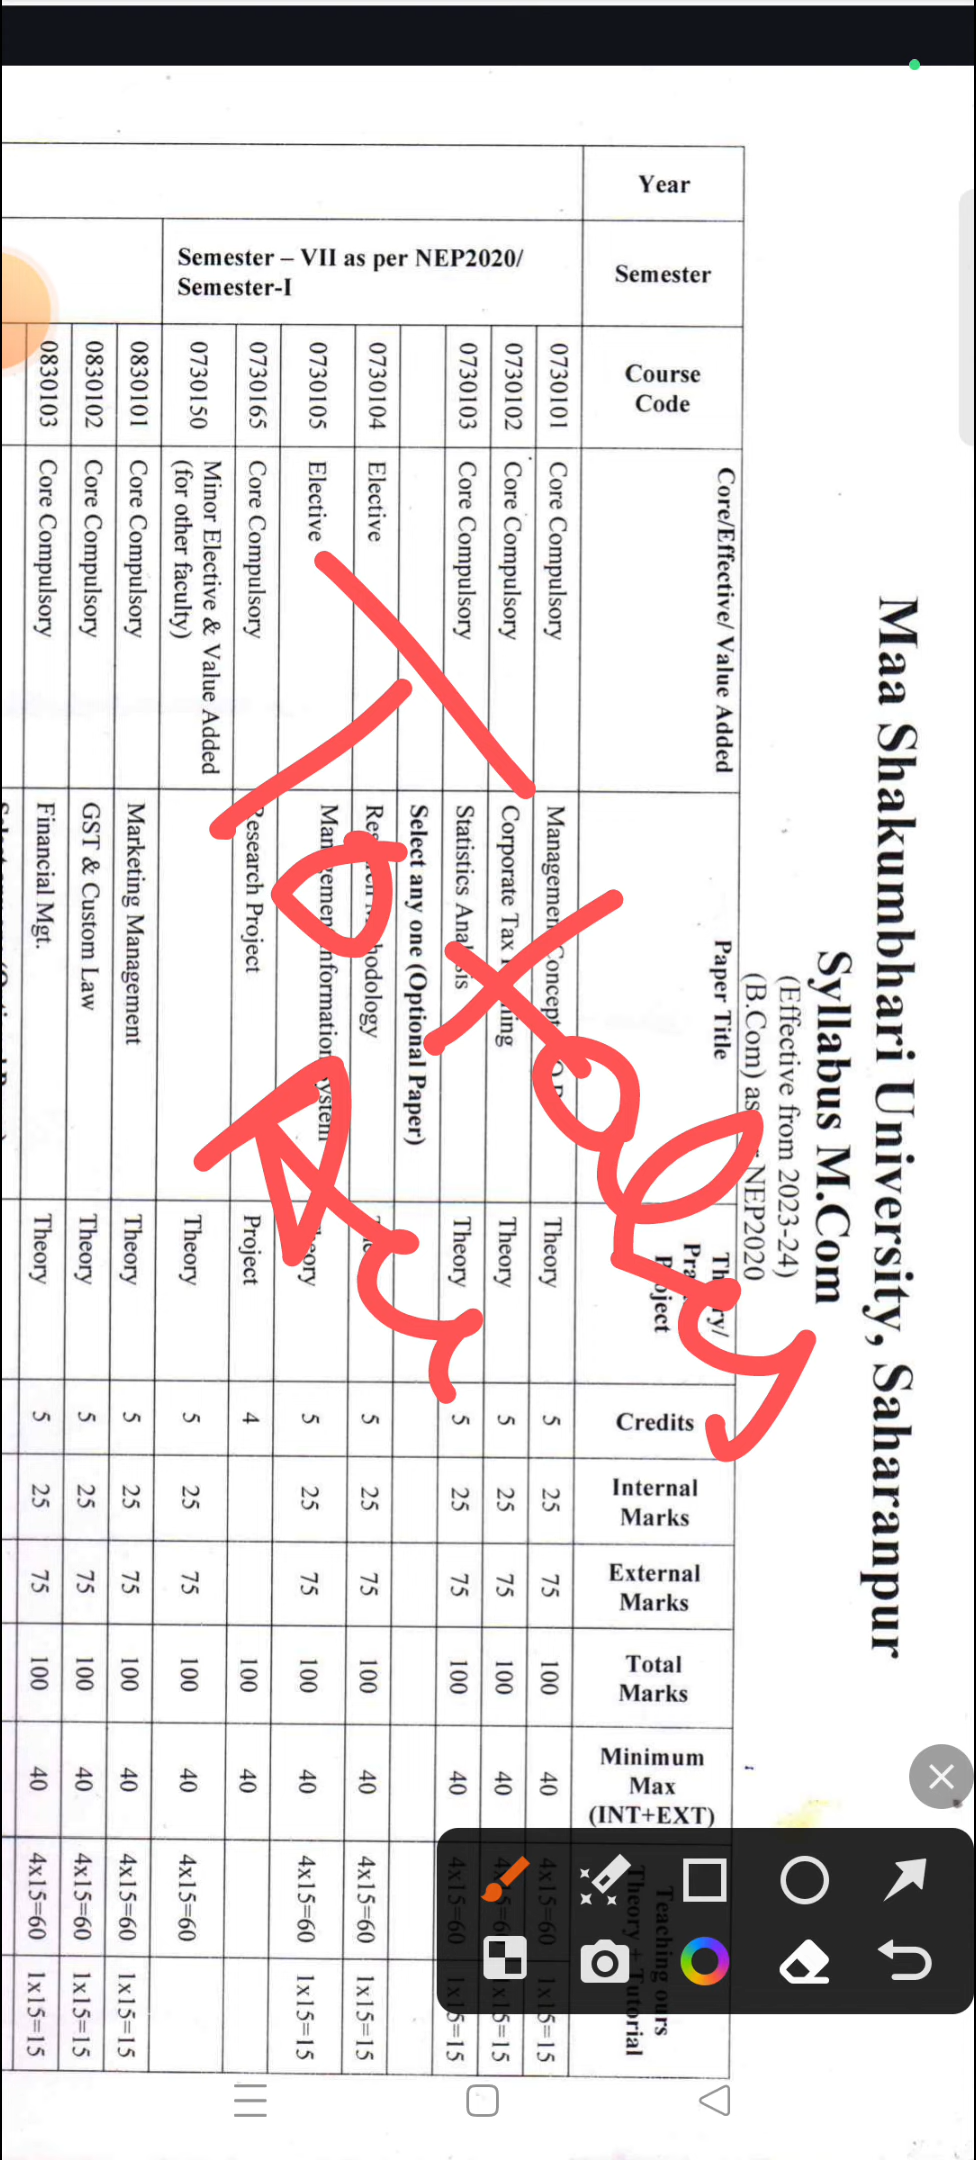 Maa Shakumbhari University, Saharanpur
Syllabus M.Com
(Effective from 2023-24)
(B.Com) as NEP2020
Year Semester Course Code Core/Effective/ Value Added Paper Title Project Credits Internal Marks External Marks Total Marks Minimum Max (INT+EXT) Teaching ours Theory + Tutorial
Semester – VII as per NEP2020/
Semester-I
0730101 Core Compulsory Theory 5 25 75 100 40 4x15=60 1x15=15
0730102 Core Compulsory Corporate Tax Theory 5 25 75 100 40 4x15=60 1x15=15
0730103 Core Compulsory Statistics Theory 5 25 75 100 40 4x15=60 1x15=15
Select any one (Optional Paper)
0730104 Elective 5 25 75 100 40 4x15=60 1x15=15
0730105 Elective Information 5 25 75 100 40 4x15=60 1x15=15
0730165 Core Compulsory Research Project Project 4 100 40
0730150 Minor Elective & Value Added (for other faculty) Theory 5 25 75 100 40 4x15=60
0830101 Core Compulsory Marketing Management Theory 5 25 75 100 40 4x15=60 1x15=15
0830102 Core Compulsory GST & Custom Law Theory 5 25 75 100 40 4x15=60 1x15=15
0830103 Core Compulsory Financial Mgt. Theory 5 25 75 100 40 4x15=60 1x15=15